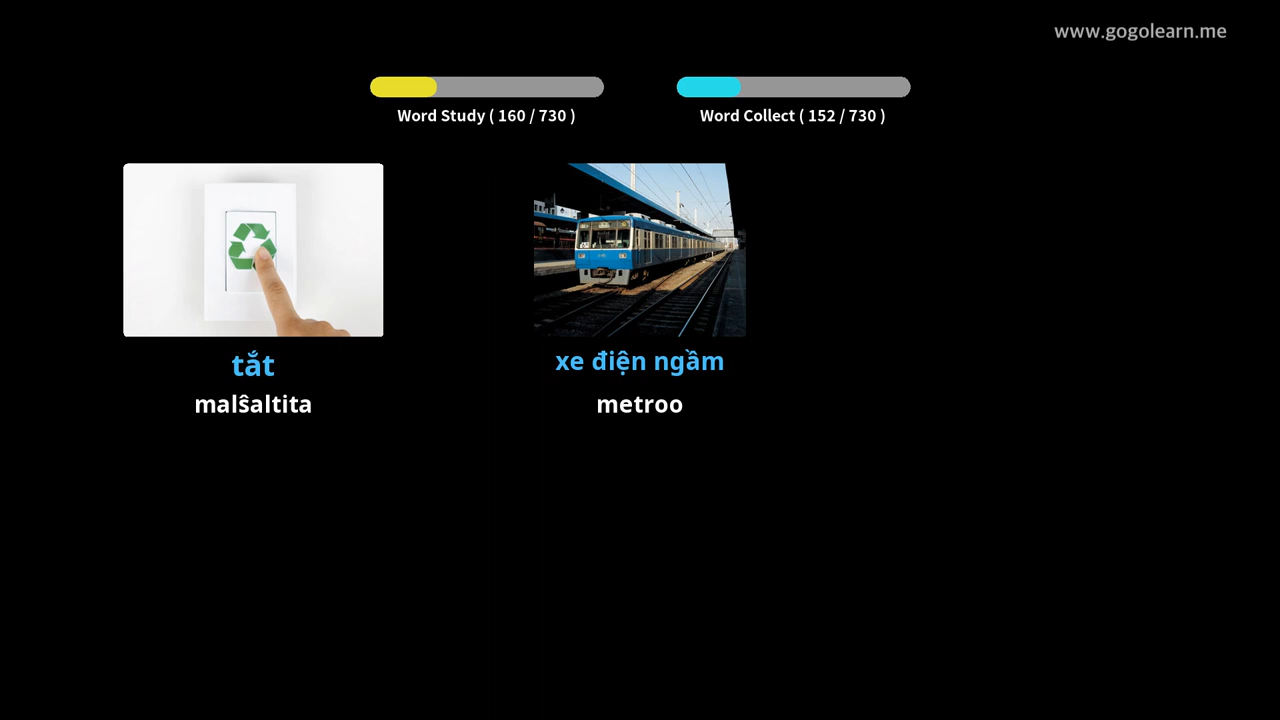 www.gogolearn.me
Word Study ( 160 / 730 )
Word Collect ( 152 / 730 )
tắt
xe điện ngầm
malŝaltita
metroo